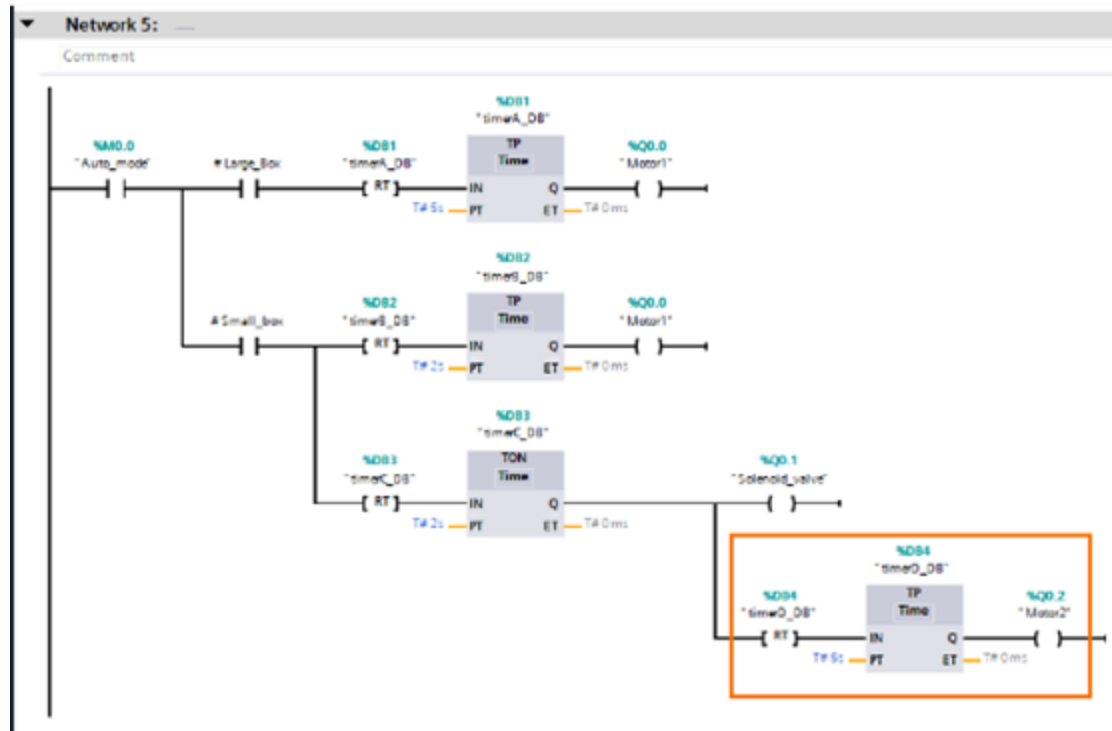 Network 5:
Comment
%DB1
"timerA_DB"
%M0.0
"Auto_mode"
#Large_Box
%DB1
"timerA_DB"
TP
Time
%Q0.0
"Motor1"
RT
IN
Q
T#5s
PT
ET
T#0ms
%DB2
"timerB_DB"
#Small_box
%DB2
"timerB_DB"
TP
Time
%Q0.0
"Motor1"
RT
IN
Q
T#2s
PT
ET
T#0ms
%DB3
"timerC_DB"
%DB3
"timerC_DB"
TON
Time
%Q0.1
"Solenoid_valve"
RT
IN
Q
T#2s
PT
ET
T#0ms
%DB4
"timerD_DB"
%DB4
"timerD_DB"
TP
Time
%Q0.2
"Motor2"
RT
IN
Q
T#5s
PT
ET
T#0ms